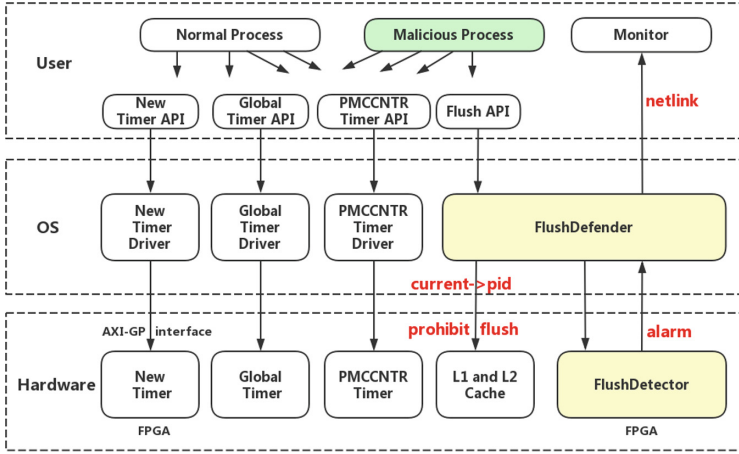 Normal Process
Malicious Process
Monitor
User
New
Timer API
Global
Timer API
PMCCNTR
Timer API
Flush API
netlink
OS
New
Timer
Driver
Global
Timer
Driver
PMCCNTR
Timer
Driver
FlushDefender
current->pid
AXI-GP interface
prohibit flush
alarm
Hardware
New
Timer
Global
Timer
PMCCNTR
Timer
L1 and L2
Cache
FlushDetector
FPGA
FPGA